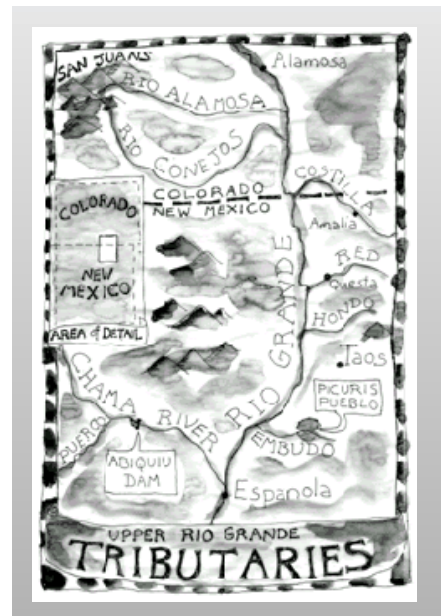 SAN JUANS
Alamosa
RIO ALAMOSA
RIO CONEJOS
COSTILLA
COLORADO
NEW MEXICO
Amalia
COLORADO
NEW
MEXICO
AREA of DETAIL
RED
Questa
HONDO
RIO GRANDE
Taos
PICURIS
PUEBLO
CHAMA RIVER
EMBUDO
PUERCO
ABIQUIU
DAM
Espanola
UPPER RIO GRANDE
TRIBUTARIES